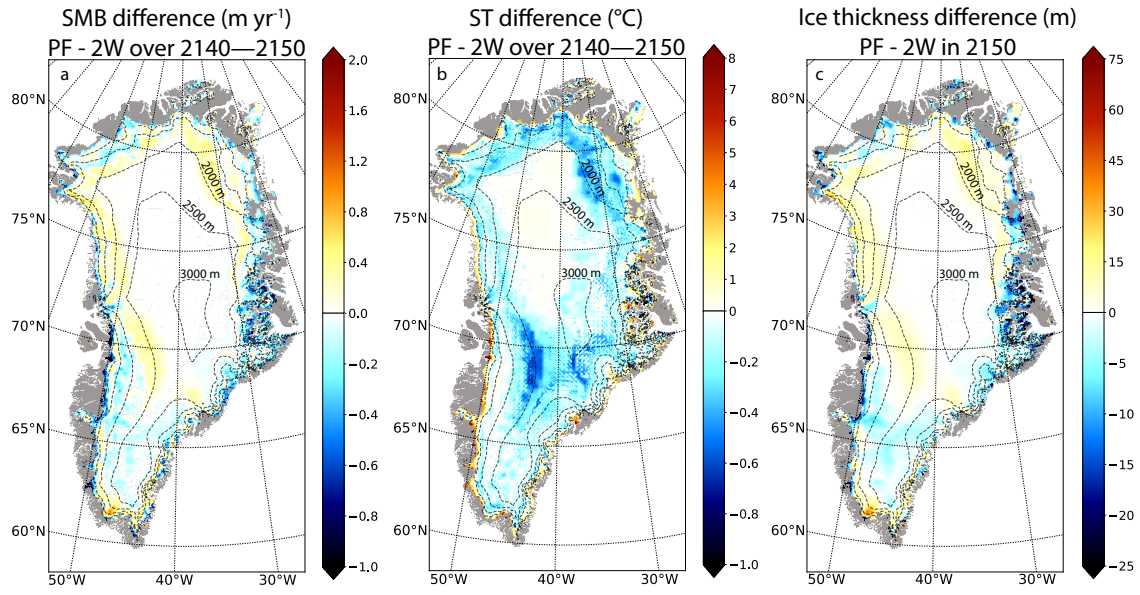 SMB difference (m yr⁻¹)
PF - 2W over 2140—2150
a
80°N
75°N
70°N
65°N
60°N
50°W
40°W
30°W
2000 m
2500 m
3000 m
2.0
1.6
1.2
0.8
0.4
0.0
−0.2
−0.4
−0.6
−0.8
−1.0
ST difference (°C)
PF - 2W over 2140—2150
b
80°N
75°N
70°N
65°N
60°N
50°W
40°W
30°W
2000 m
2500 m
3000 m
8
7
6
5
4
3
2
1
0
−0.2
−0.4
−0.6
−0.8
−1.0
Ice thickness difference (m)
PF - 2W in 2150
c
80°N
75°N
70°N
65°N
60°N
50°W
40°W
30°W
2000 m
2500 m
3000 m
75
60
45
30
15
0
−5
−10
−15
−20
−25